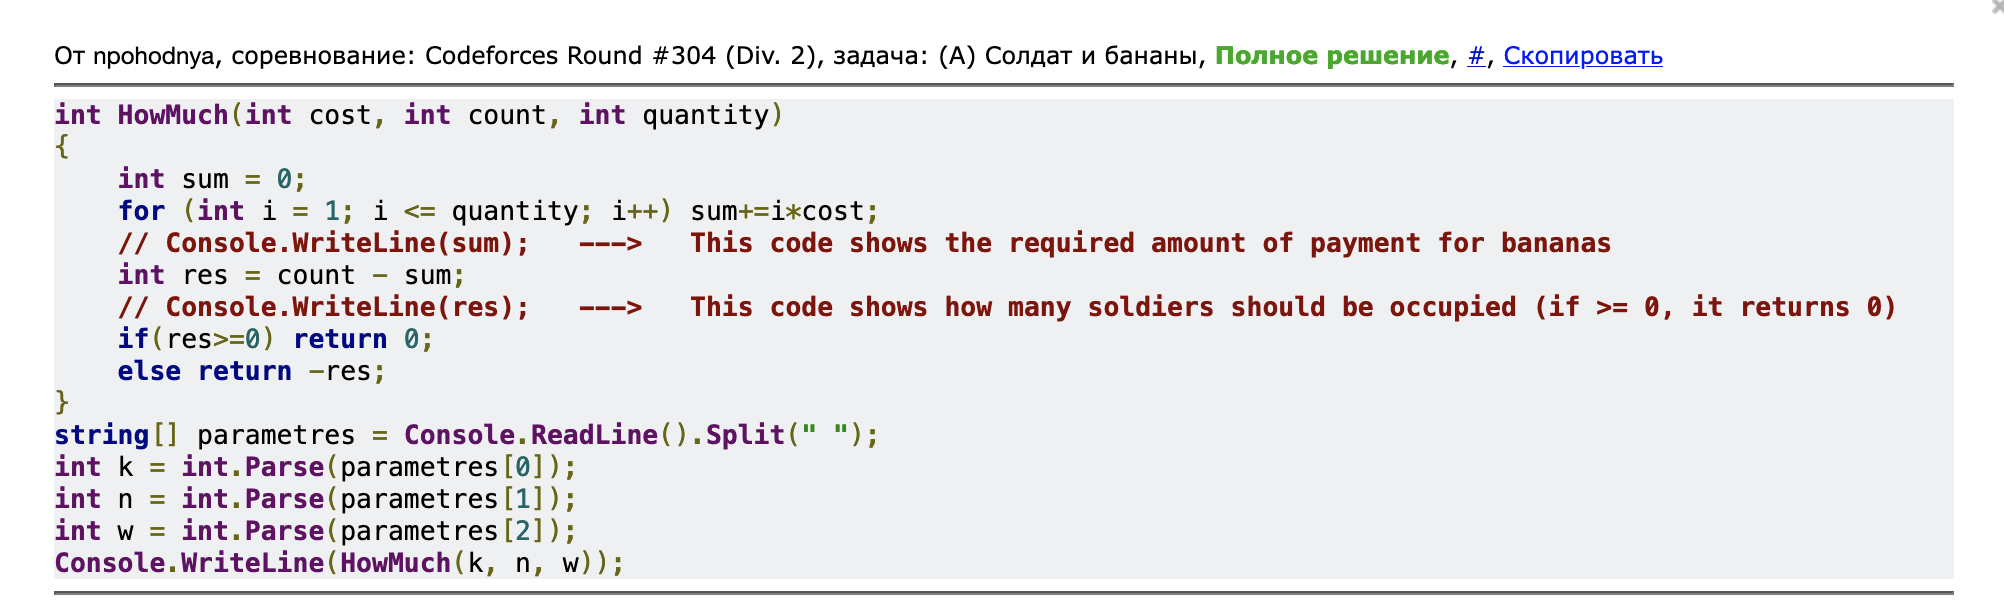 От npohodnya, соревнование: Codeforces Round #304 (Div. 2), задача: (A) Солдат и бананы, Полное решение, #, Скопировать
int HowMuch(int cost, int count, int quantity)
{
    int sum = 0;
    for (int i = 1; i <= quantity; i++) sum+=i*cost;
    // Console.WriteLine(sum);   --->   This code shows the required amount of payment for bananas
    int res = count - sum;
    // Console.WriteLine(res);   --->   This code shows how many soldiers should be occupied (if >= 0, it returns 0)
    if(res>=0) return 0;
    else return -res;
}
string[] parametres = Console.ReadLine().Split(" ");
int k = int.Parse(parametres[0]);
int n = int.Parse(parametres[1]);
int w = int.Parse(parametres[2]);
Console.WriteLine(HowMuch(k, n, w));